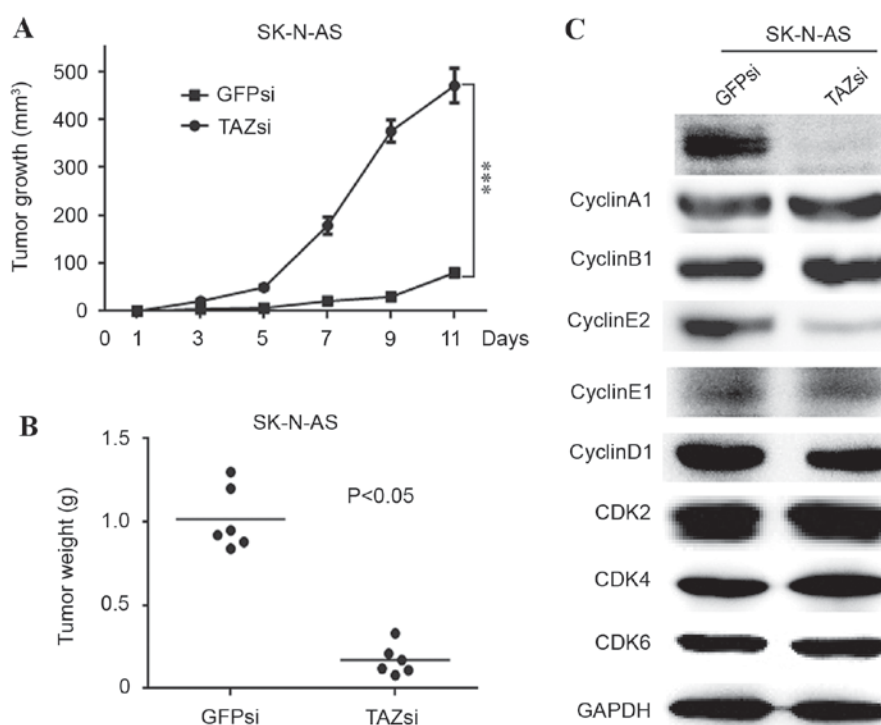 A
SK-N-AS
Tumor growth (mm³)
500
400
300
200
100
0
GFPsi
TAZsi
***
0 1 3 5 7 9 11 Days
B
SK-N-AS
Tumor weight (g)
1.5
1.0
0.5
0
P<0.05
GFPsi TAZsi
C
SK-N-AS
GFPsi TAZsi
CyclinA1
CyclinB1
CyclinE2
CyclinE1
CyclinD1
CDK2
CDK4
CDK6
GAPDH